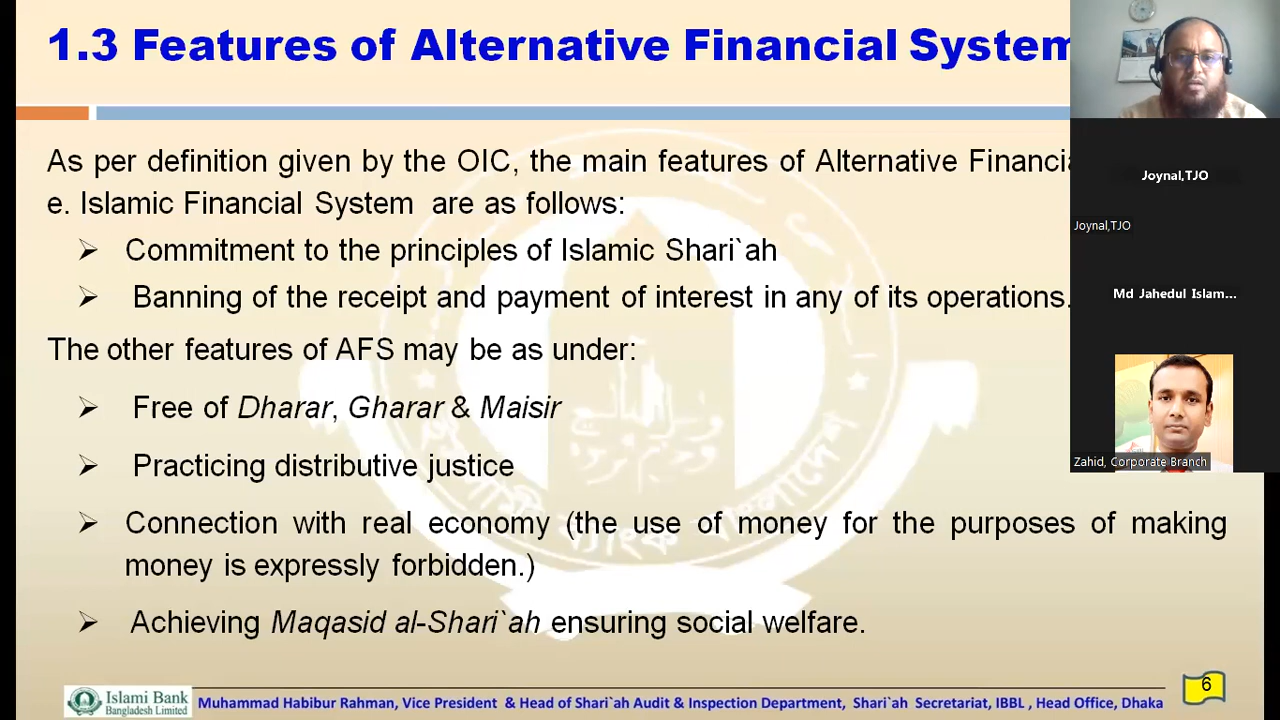 1.3 Features of Alternative Financial System
As per definition given by the OIC, the main features of Alternative Financia
e. Islamic Financial System are as follows:
➢ Commitment to the principles of Islamic Shari`ah
➢ Banning of the receipt and payment of interest in any of its operations.
The other features of AFS may be as under:
➢ Free of Dharar, Gharar & Maisir
➢ Practicing distributive justice
➢ Connection with real economy (the use of money for the purposes of making
money is expressly forbidden.)
➢ Achieving Maqasid al-Shari`ah ensuring social welfare.
Islami Bank
Bangladesh Limited
Muhammad Habibur Rahman, Vice President & Head of Shari`ah Audit & Inspection Department, Shari`ah Secretariat, IBBL , Head Office, Dhaka
6
Joynal,TJO
Joynal,TJO
Md Jahedul Islam...
Zahid, Corporate Branch